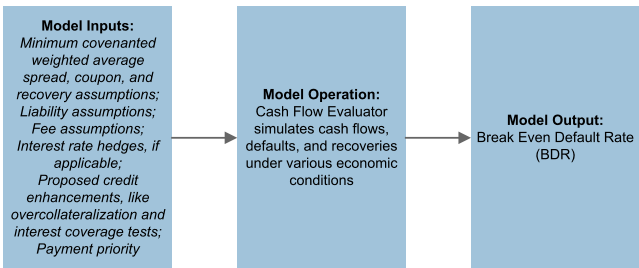 Model Inputs:
Minimum covenanted
weighted average
spread, coupon, and
recovery assumptions;
Liability assumptions;
Fee assumptions;
Interest rate hedges, if
applicable;
Proposed credit
enhancements, like
overcollateralization and
interest coverage tests;
Payment priority
Model Operation:
Cash Flow Evaluator
simulates cash flows,
defaults, and recoveries
under various economic
conditions
Model Output:
Break Even Default Rate
(BDR)